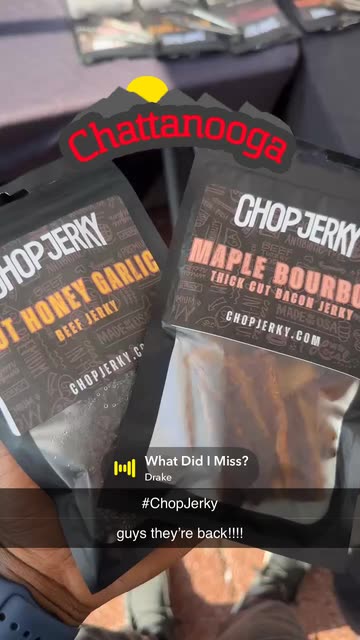 Chattanooga
CHOPJERKY
HOT HONEY GARLIC
BEEF JERKY
CHOPJERKY.CO
CHOPJERKY
MAPLE BOURBO
THICK CUT BACON JERKY
CHOPJERKY.COM
What Did I Miss?
Drake
#ChopJerky
guys they're back!!!!